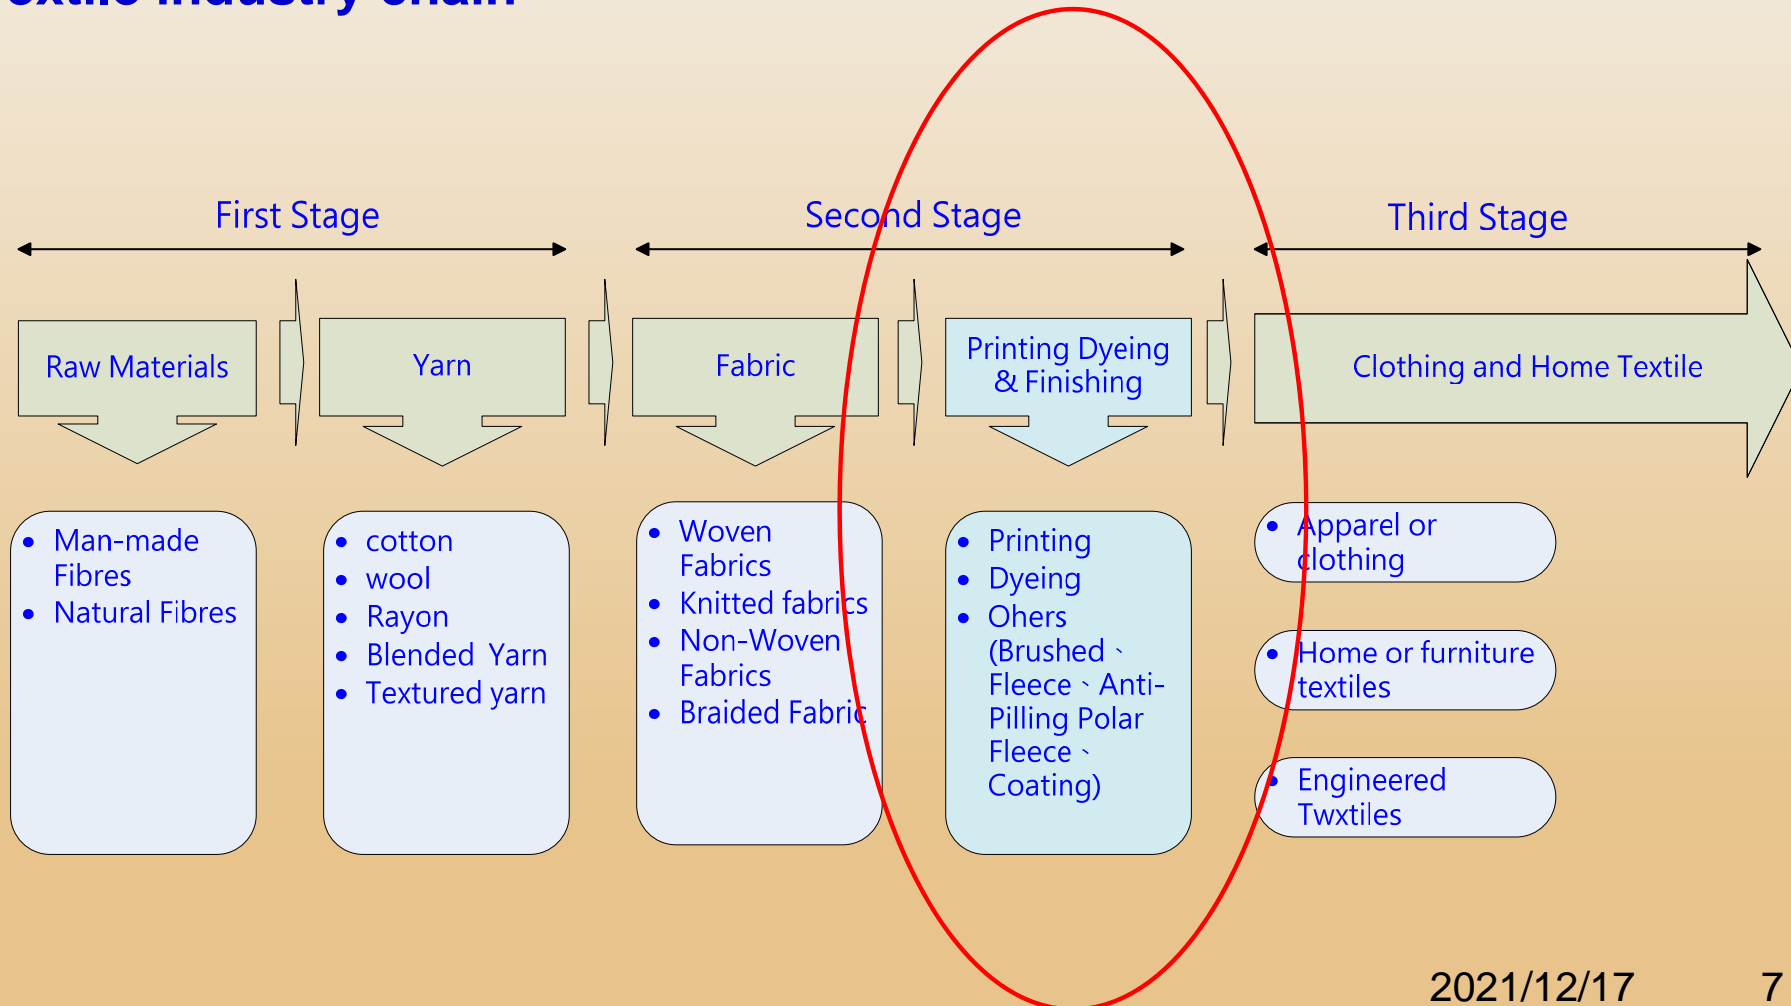 extile industry chain
First Stage
Second Stage
Third Stage
Raw Materials
Yarn
Fabric
Printing Dyeing
& Finishing
Clothing and Home Textile
• Man-made
Fibres
• Natural Fibres
• cotton
• wool
• Rayon
• Blended Yarn
• Textured yarn
• Woven
Fabrics
• Knitted fabrics
• Non-Woven
Fabrics
• Braided Fabric
• Printing
• Dyeing
• Ohers
(Brushed、
Fleece、Anti-
Pilling Polar
Fleece、
Coating)
• Apparel or
clothing
• Home or furniture
textiles
• Engineered
Twxtiles
2021/12/17
7